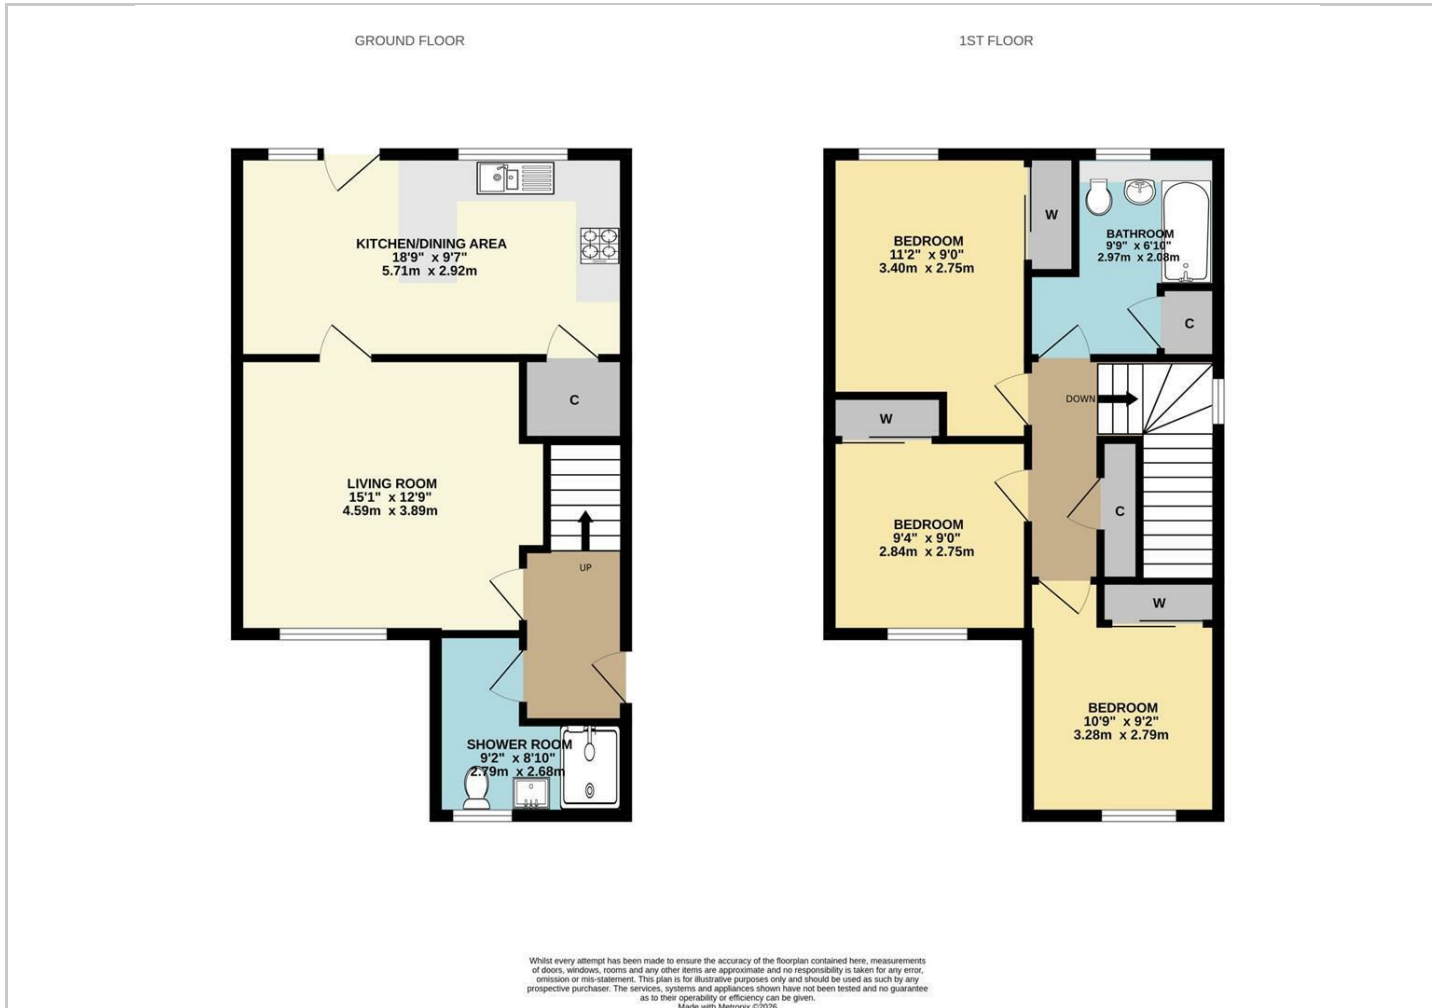 GROUND FLOOR
1ST FLOOR
KITCHEN/DINING AREA
18'9" x 9'7"
5.71m x 2.92m
C
LIVING ROOM
15'1" x 12'9"
4.59m x 3.89m
UP
SHOWER ROOM
9'2" x 8'10"
2.79m x 2.68m
BEDROOM
11'2" x 9'0"
3.40m x 2.75m
W
BATHROOM
9'9" x 6'10"
2.97m x 2.08m
C
DOWN
W
BEDROOM
9'4" x 9'0"
2.84m x 2.75m
C
W
BEDROOM
10'9" x 9'2"
3.28m x 2.79m
Whilst every attempt has been made to ensure the accuracy of the floorplan contained here, measurements
of doors, windows, rooms and any other items are approximate and no responsibility is taken for any error,
omission or mis-statement. This plan is for illustrative purposes only and should be used as such by any
prospective purchaser. The services, systems and appliances shown have not been tested and no guarantee
as to their operability or efficiency can be given.
Made with Metropix ©2026